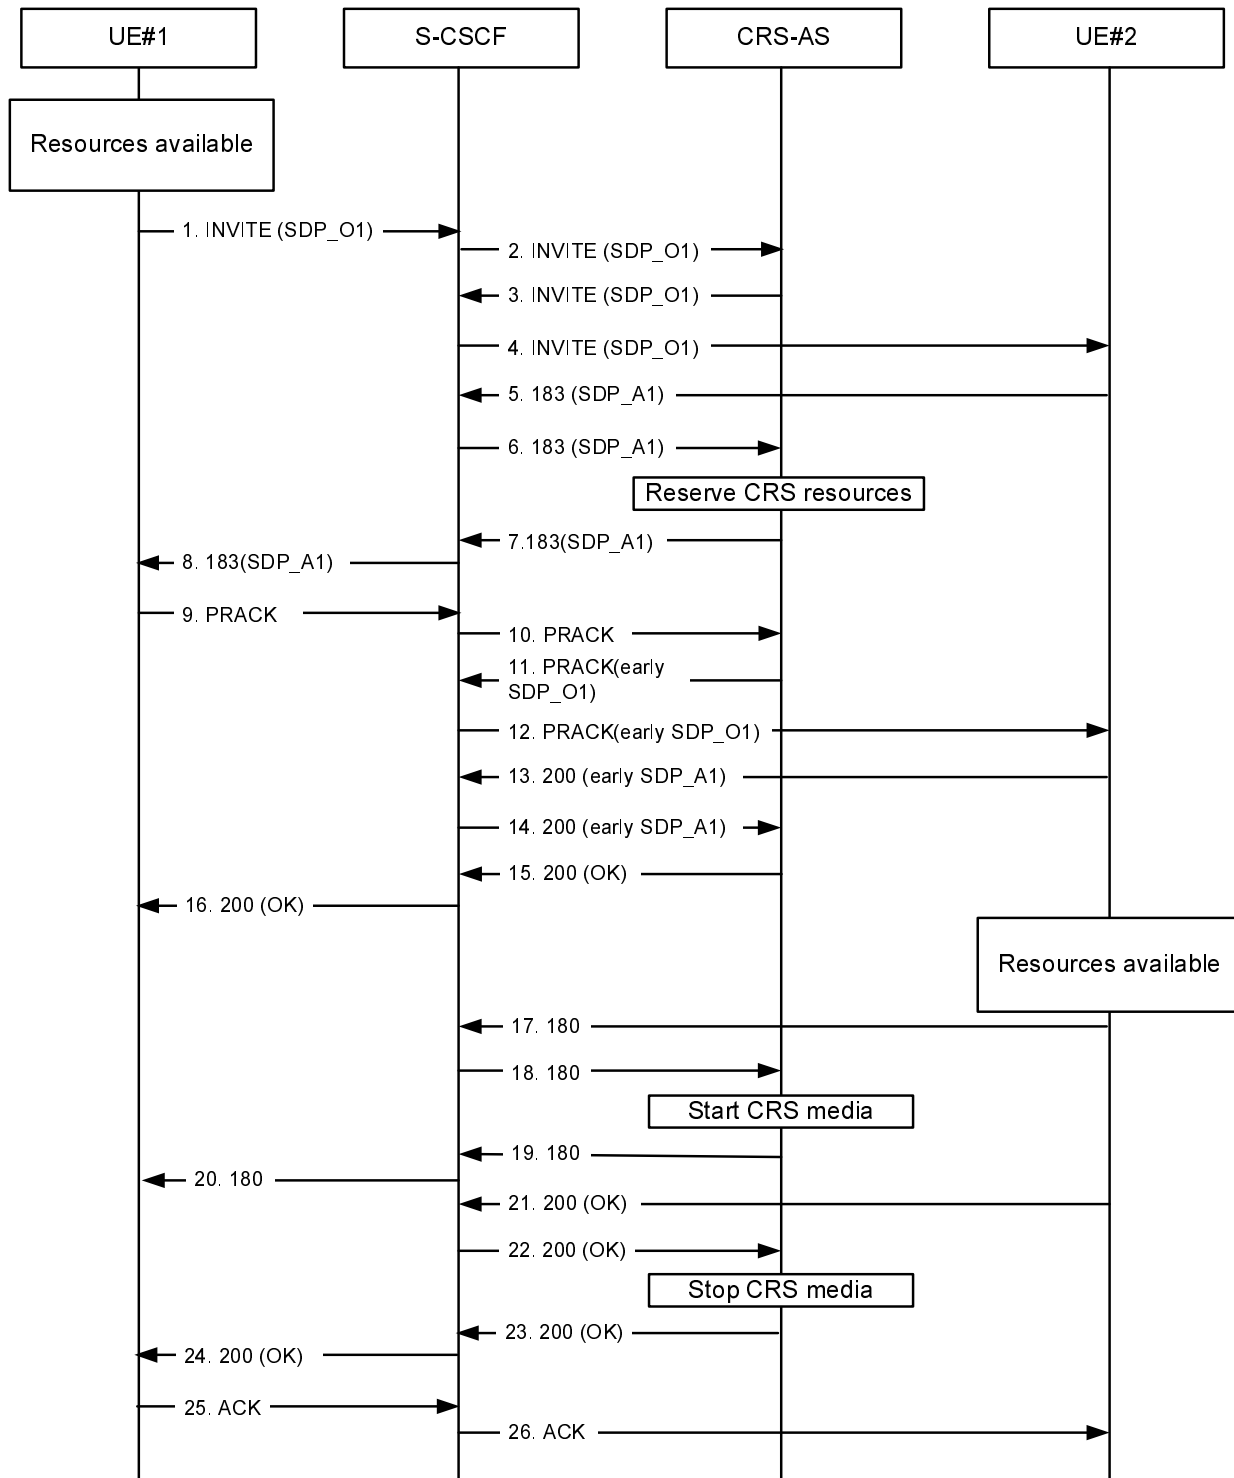 UE#1
S-CSCF
CRS-AS
UE#2
Resources available
1. INVITE (SDP_O1)
2. INVITE (SDP_O1)
3. INVITE (SDP_O1)
4. INVITE (SDP_O1)
5. 183 (SDP_A1)
6. 183 (SDP_A1)
Reserve CRS resources
7.183(SDP_A1)
8. 183(SDP_A1)
9. PRACK
10. PRACK
11. PRACK(early
SDP_O1)
12. PRACK(early SDP_O1)
13. 200 (early SDP_A1)
14. 200 (early SDP_A1)
15. 200 (OK)
16. 200 (OK)
Resources available
17. 180
18. 180
Start CRS media
19. 180
20. 180
21. 200 (OK)
22. 200 (OK)
Stop CRS media
23. 200 (OK)
24. 200 (OK)
25. ACK
26. ACK